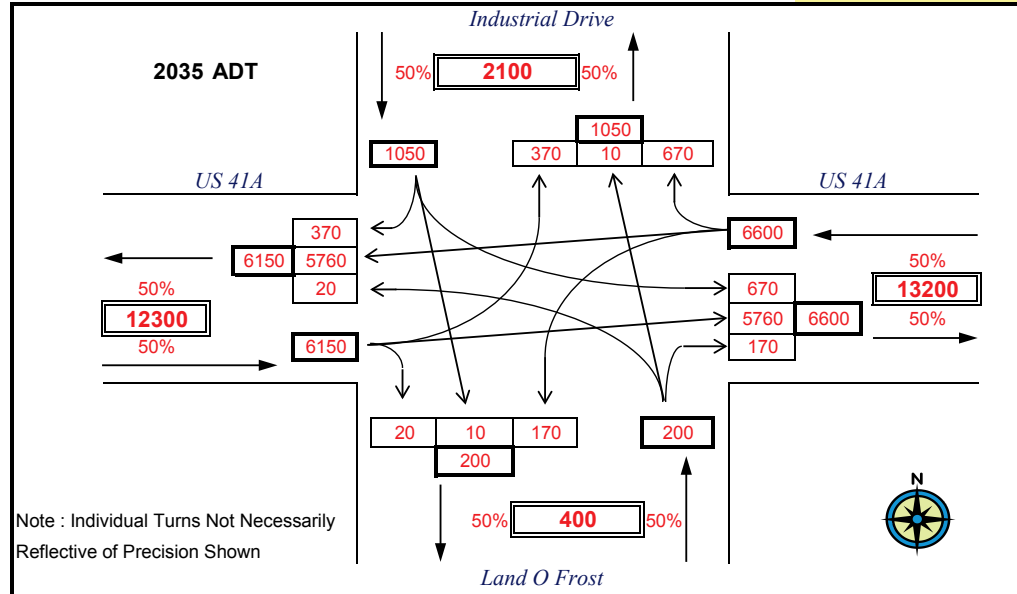 Industrial Drive
2035 ADT
50% 2100 50%
1050
1050 370 10 670
US 41A US 41A
370 6600
6150 5760
50% 50%
20 670 13200
12300 5760 6600
50% 6150 170 50%
20 10 170 200
200
N
Note : Individual Turns Not Necessarily
50% 400 50%
Reflective of Precision Shown
Land O Frost